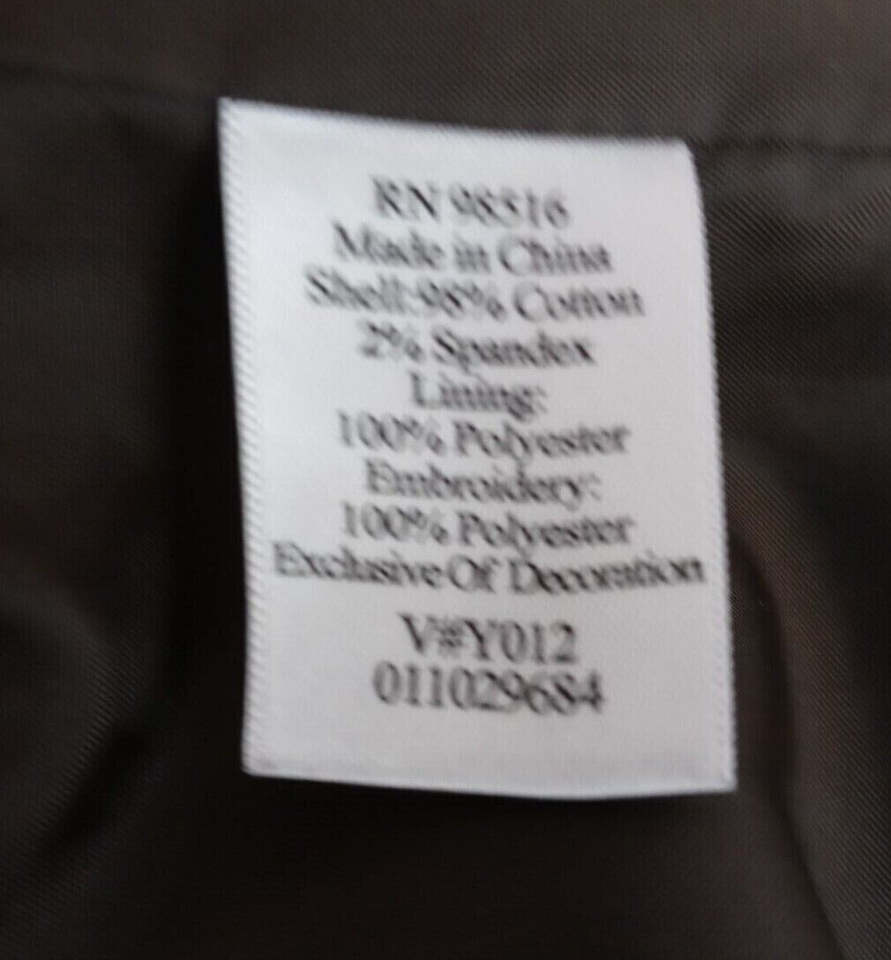 RN 98516
Made in China
Shell:98% Cotton
2% Spandex
Lining:
100% Polyester
Embroidery:
100% Polyester
Exclusive Of Decoration
V#Y012
011029684